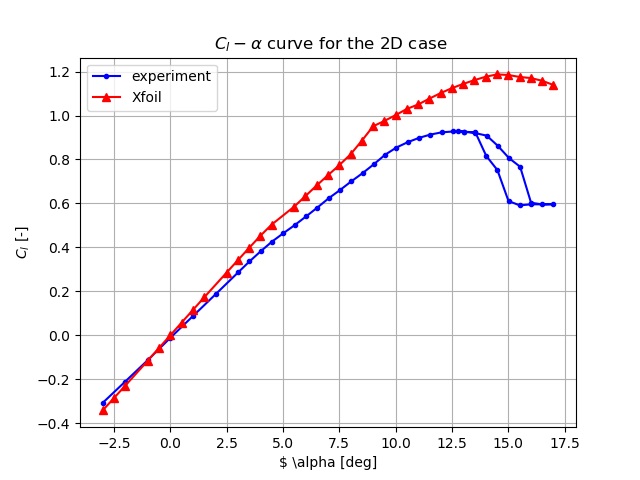 C_l − α curve for the 2D case
experiment
Xfoil
C_l [-]
1.2
1.0
0.8
0.6
0.4
0.2
0.0
−0.2
−0.4
−2.5 0.0 2.5 5.0 7.5 10.0 12.5 15.0 17.5
$ \alpha [deg]